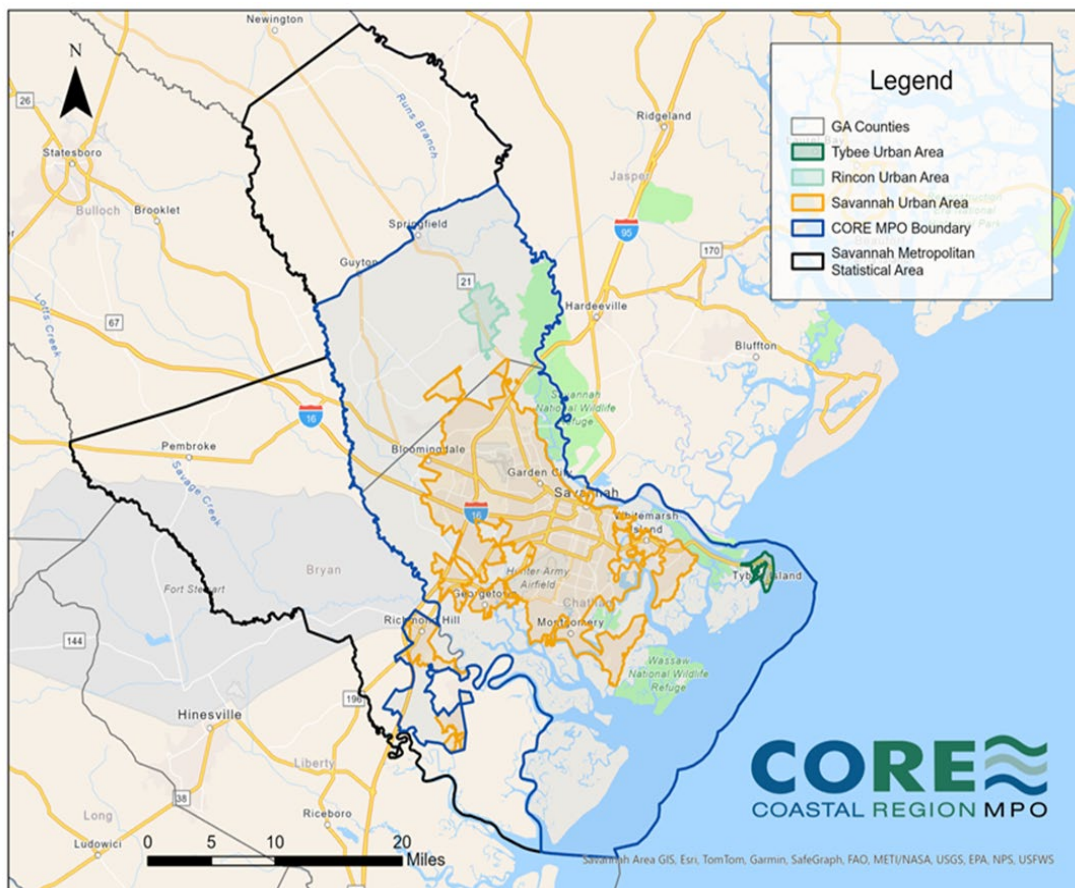 Newington
N
26
Statesboro
Bulloch
Brooklet
Runs Branch
Ridgeland
Jasper
Springfield
Guyton
95
170
21
Hardeeville
Lotts Creek
67
Bluffton
Savannah
National Wildlife
Refuge
16
Pembroke
Bloomingdale
Garden City
Savannah
Savage Creek
16
Whitemarsh
Island
Bryan
Fort Stewart
Hunter Army
Airfield
Tybee Island
Georgetown
Chatham
Richmond Hill
Montgomery
144
Wassaw
National Wildlife
Refuge
196
Hinesville
Liberty
38
Long
Riceboro
Ludowici
0 5 10 20
Miles
Legend
GA Counties
Tybee Urban Area
Rincon Urban Area
Savannah Urban Area
CORE MPO Boundary
Savannah Metropolitan
Statistical Area
CORE
COASTAL REGION MPO
Savannah Area GIS, Esri, TomTom, Garmin, SafeGraph, FAO, METI/NASA, USGS, EPA, NPS, USFWS